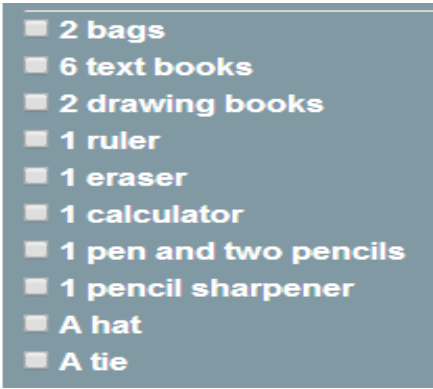 2 bags
6 text books
2 drawing books
1 ruler
1 eraser
1 calculator
1 pen and two pencils
1 pencil sharpener
A hat
A tie